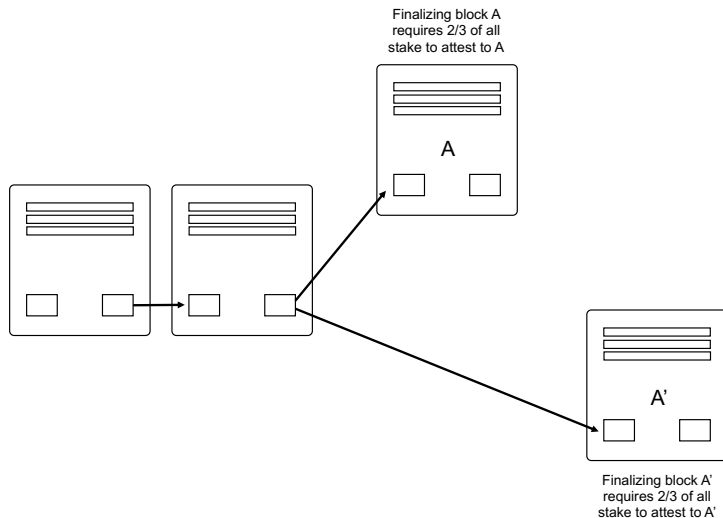 Finalizing block A
requires 2/3 of all
stake to attest to A
A
A'
Finalizing block A'
requires 2/3 of all
stake to attest to A'